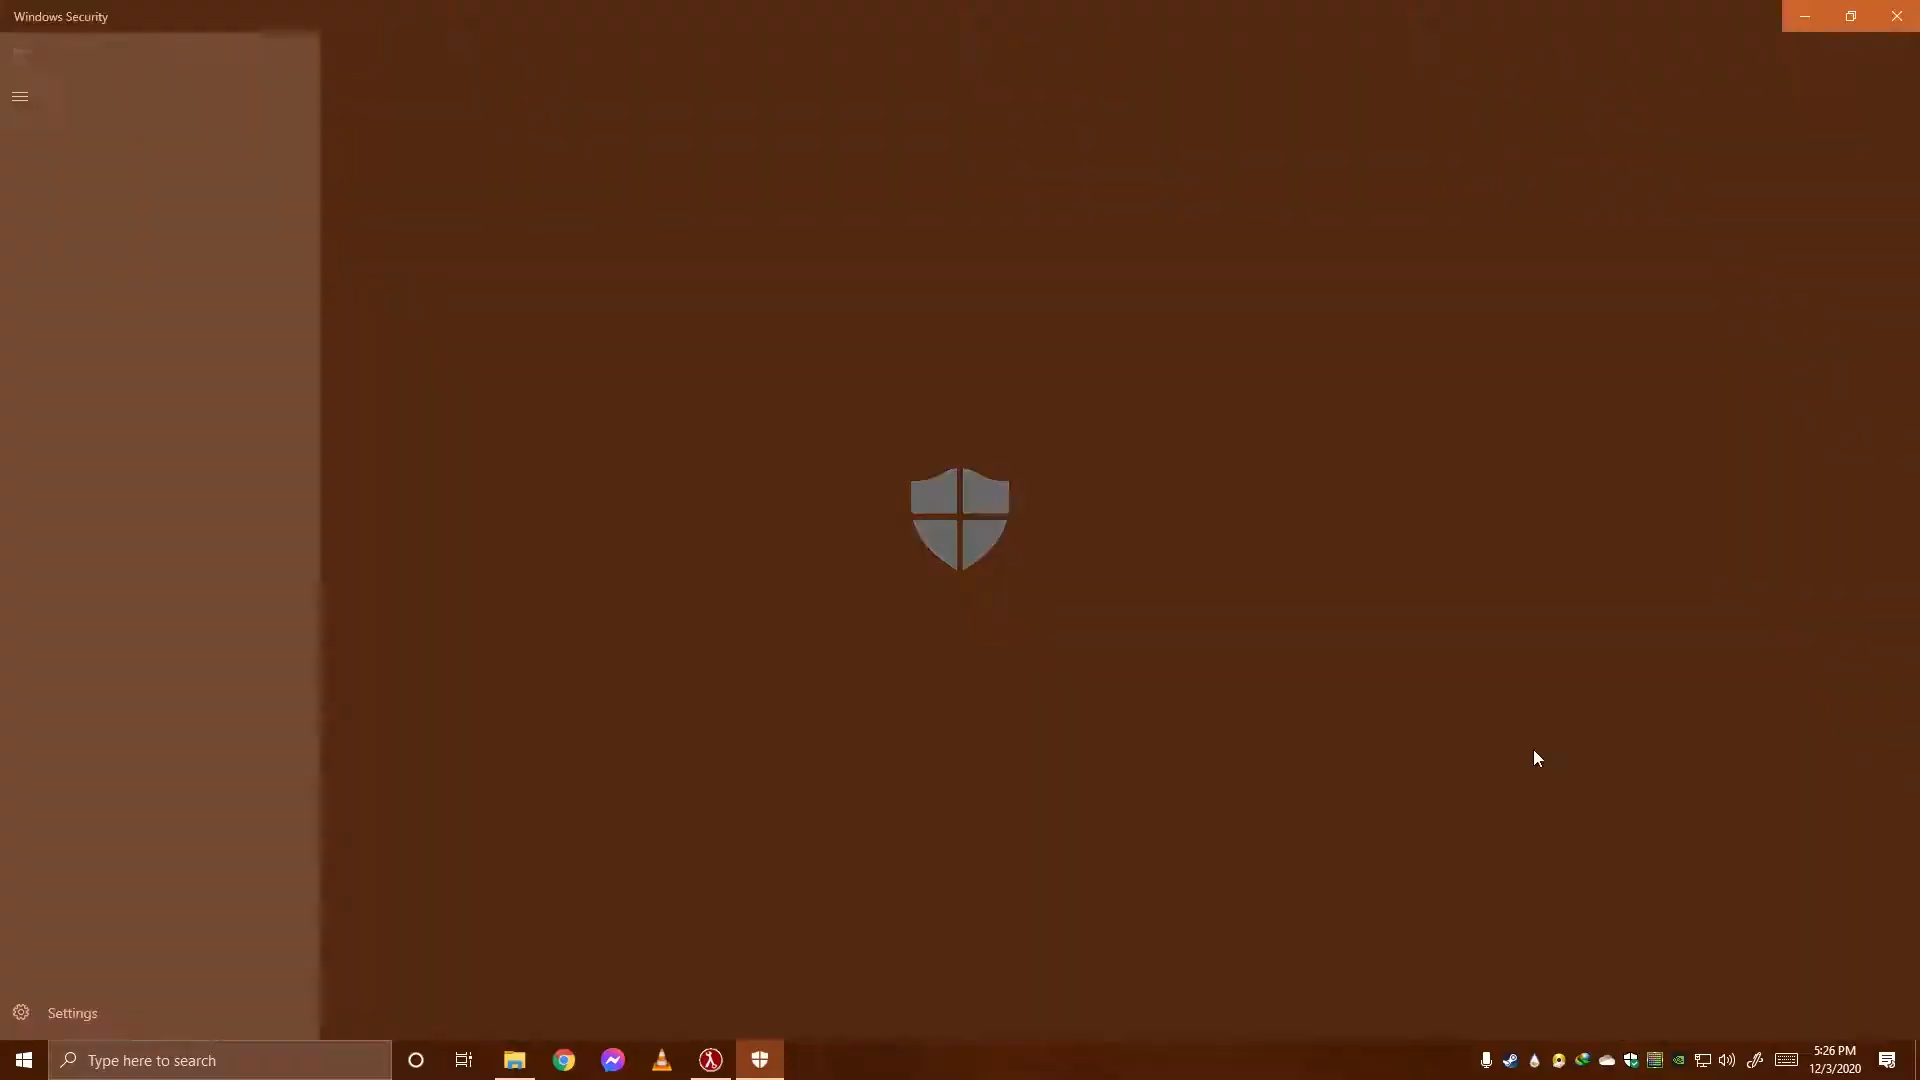 Windows Security
Settings
Type here to search
5:26 PM
12/3/2020